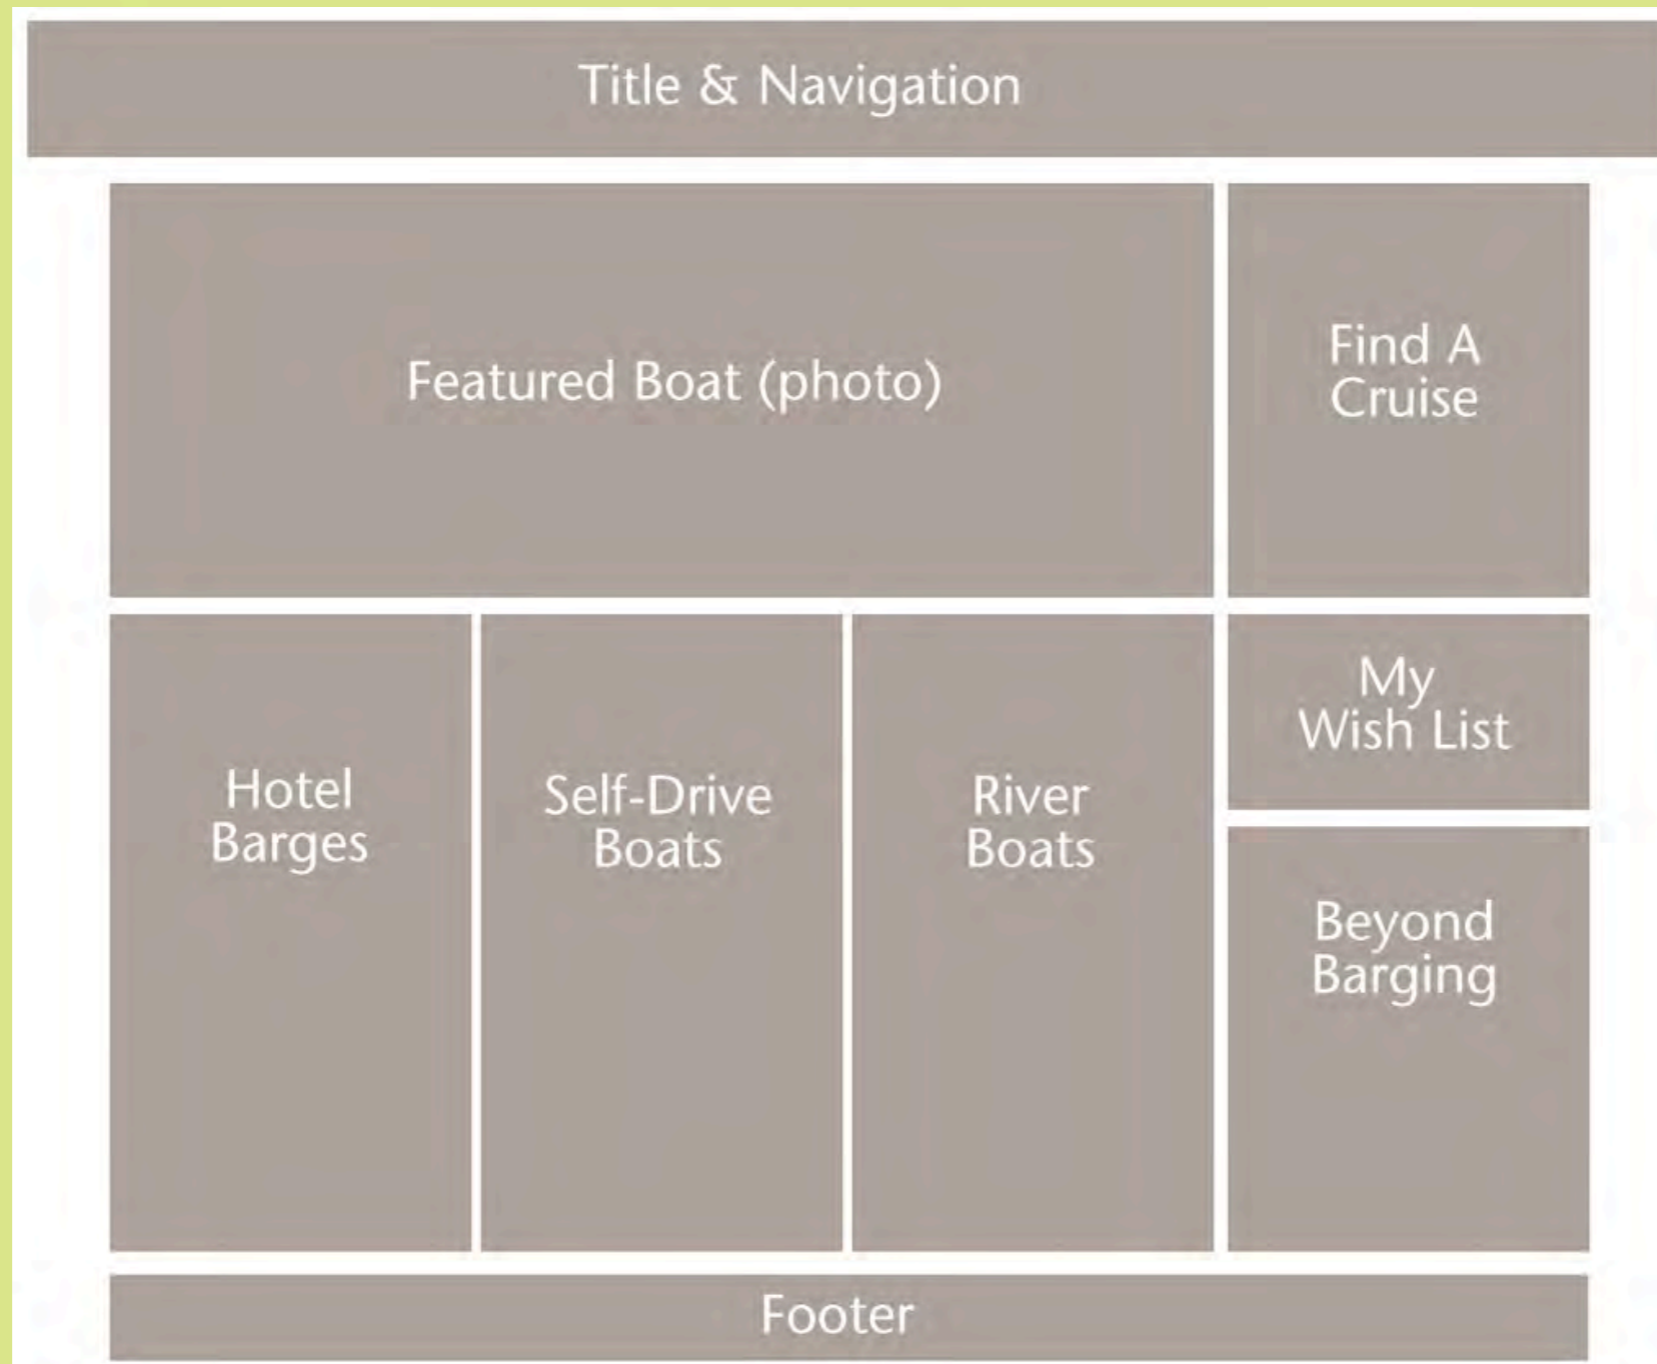 Title & Navigation
Featured Boat (photo)
Find A
Cruise
Hotel
Barges
Self-Drive
Boats
River
Boats
My
Wish List
Beyond
Barging
Footer